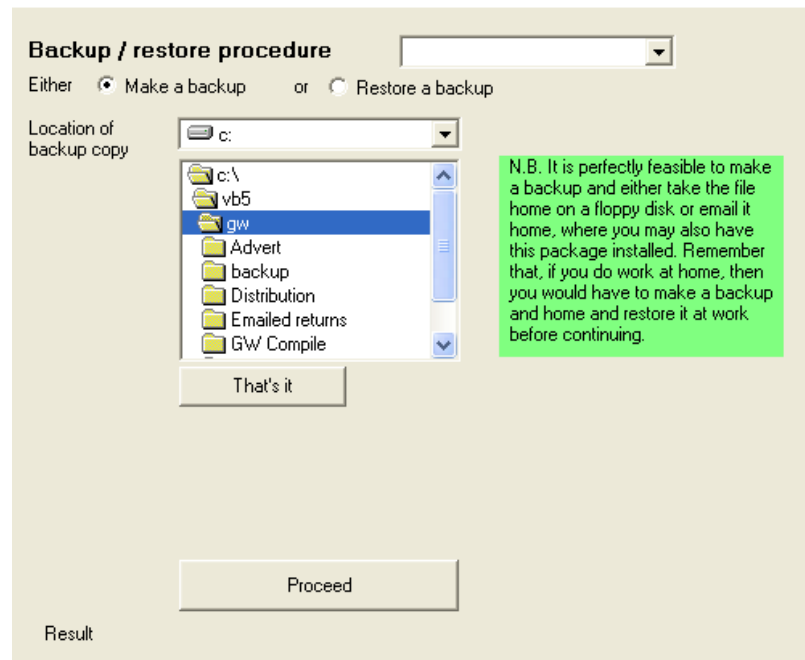 Backup / restore procedure
Either Make a backup or Restore a backup
Location of
backup copy
c:
c:\
vb5
gw
Advert
backup
Distribution
Emailed returns
GW Compile
N.B. It is perfectly feasible to make
a backup and either take the file
home on a floppy disk or email it
home, where you may also have
this package installed. Remember
that, if you do work at home, then
you would have to make a backup
and home and restore it at work
before continuing.
That's it
Proceed
Result